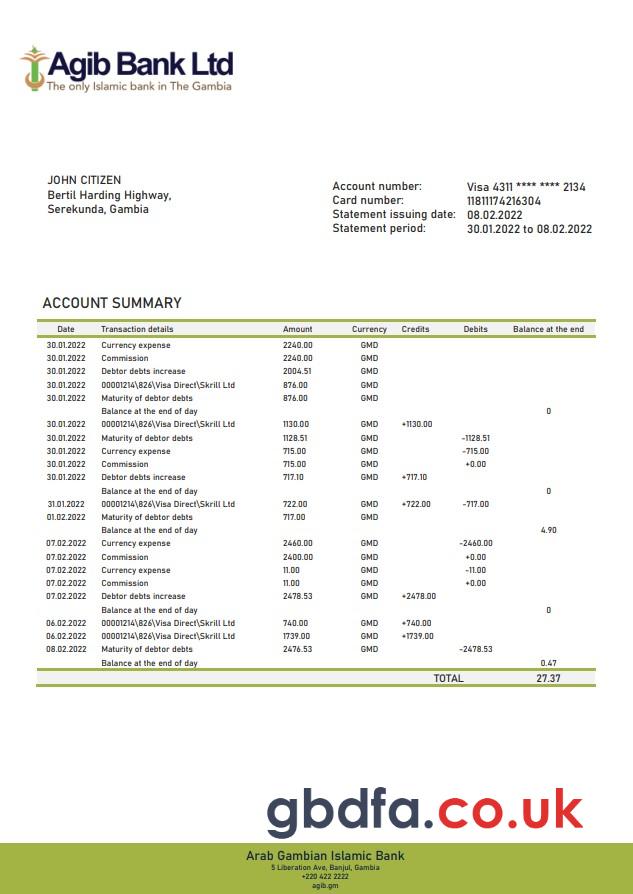 Agib Bank Ltd
The only Islamic bank in The Gambia
JOHN CITIZEN
Bertil Harding Highway,
Serekunda, Gambia
Account number: Visa 4311 **** **** 2134
Card number: 11811174216304
Statement issuing date: 08.02.2022
Statement period: 30.01.2022 to 08.02.2022
ACCOUNT SUMMARY
Date Transaction details Amount Currency Credits Debits Balance at the end
30.01.2022 Currency expense 2240.00 GMD
30.01.2022 Commission 2240.00 GMD
30.01.2022 Debtor debts increase 2004.51 GMD
30.01.2022 00001214\826\Visa Direct\Skrill Ltd 876.00 GMD
30.01.2022 Maturity of debtor debts 876.00 GMD
Balance at the end of day 0
30.01.2022 00001214\826\Visa Direct\Skrill Ltd 1130.00 GMD +1130.00
30.01.2022 Maturity of debtor debts 1128.51 GMD -1128.51
30.01.2022 Currency expense 715.00 GMD -715.00
30.01.2022 Commission 715.00 GMD +0.00
30.01.2022 Debtor debts increase 717.10 GMD +717.10
Balance at the end of day 0
31.01.2022 00001214\826\Visa Direct\Skrill Ltd 722.00 GMD +722.00 -717.00
01.02.2022 Maturity of debtor debts 717.00 GMD
Balance at the end of day 4.90
07.02.2022 Currency expense 2460.00 GMD -2460.00
07.02.2022 Commission 2400.00 GMD +0.00
07.02.2022 Currency expense 11.00 GMD -11.00
07.02.2022 Commission 11.00 GMD +0.00
07.02.2022 Debtor debts increase 2478.53 GMD +2478.00
Balance at the end of day 0
06.02.2022 00001214\826\Visa Direct\Skrill Ltd 740.00 GMD +740.00
06.02.2022 00001214\826\Visa Direct\Skrill Ltd 1739.00 GMD +1739.00
08.02.2022 Maturity of debtor debts 2476.53 GMD -2478.53
Balance at the end of day 0.47
TOTAL 27.37
gbdfa.co.uk
Arab Gambian Islamic Bank
5 Liberation Ave, Banjul, Gambia
+220 422 2222
agib.gm